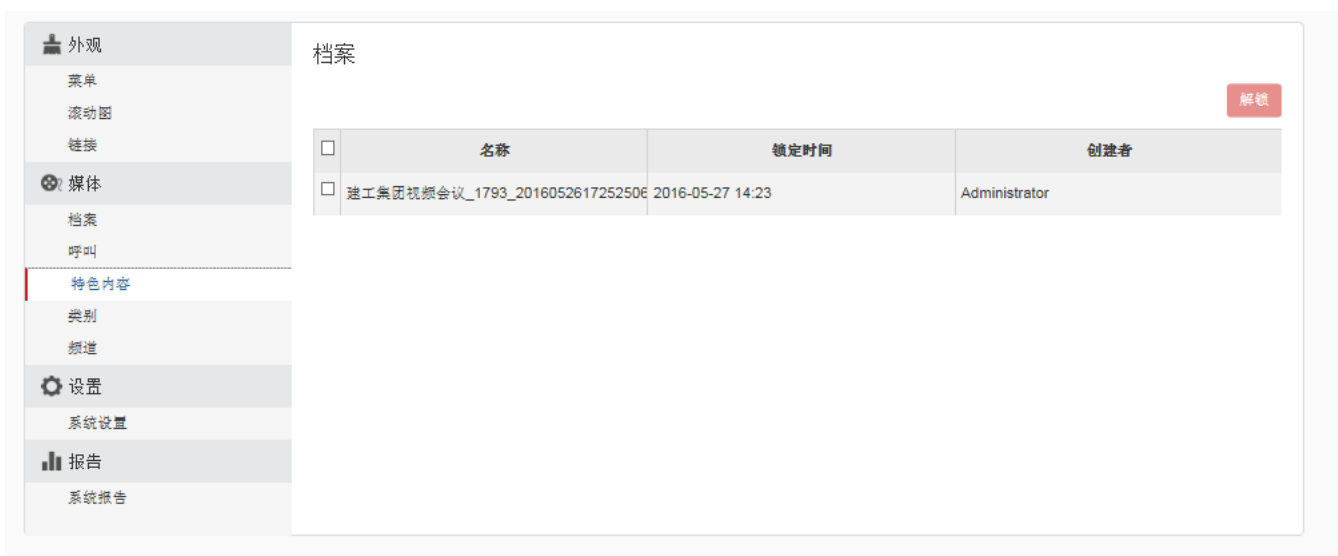 外观
菜单
滚动图
链接
媒体
档案
呼叫
特色内容
类别
频道
设置
系统设置
报告
系统报告
档案
解锁
名称 锁定时间 创建者
建工集团视频会议_1793_2016052617252506 2016-05-27 14:23 Administrator